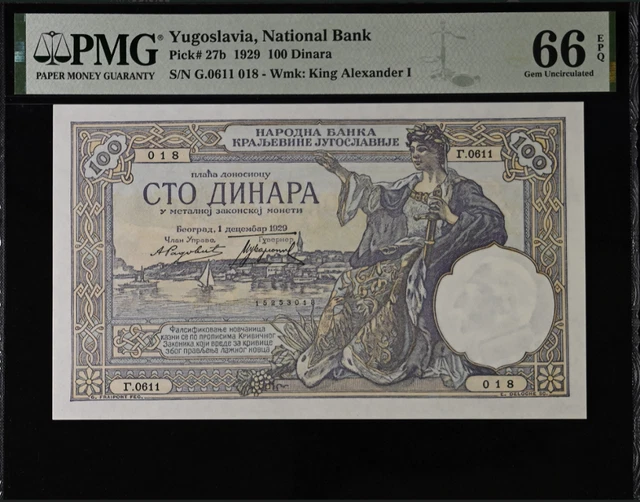 PMG
PAPER MONEY GUARANTY
Yugoslavia, National Bank
Pick# 27b 1929 100 Dinara
S/N G.0611 018 - Wmk: King Alexander I
66 EPQ
Gem Uncirculated
100
НАРОДНА БАНКА
КРАЉЕВИНЕ ЈУГОСЛАВИЈЕ
100
018
Г.0611
плаћа доносиоцу
СТО ДИНАРА
у металној законској монети
Београд, 1 децембар 1929
Члан Управе, Гувернер
15253018
Фалсификовање новчаница
казни се по прописима Кривичног
Законика, који вреде за кривице
због прављења лажног новца.
Г.0611
018